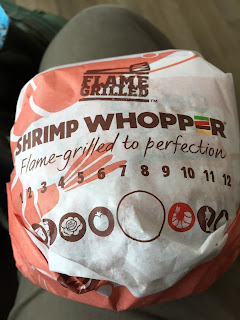 FLAME
GRILLED™
SHRIMP WHOPPER®
Flame-grilled to perfection
1 2 3 4 5 6 7 8 9 10 11 12